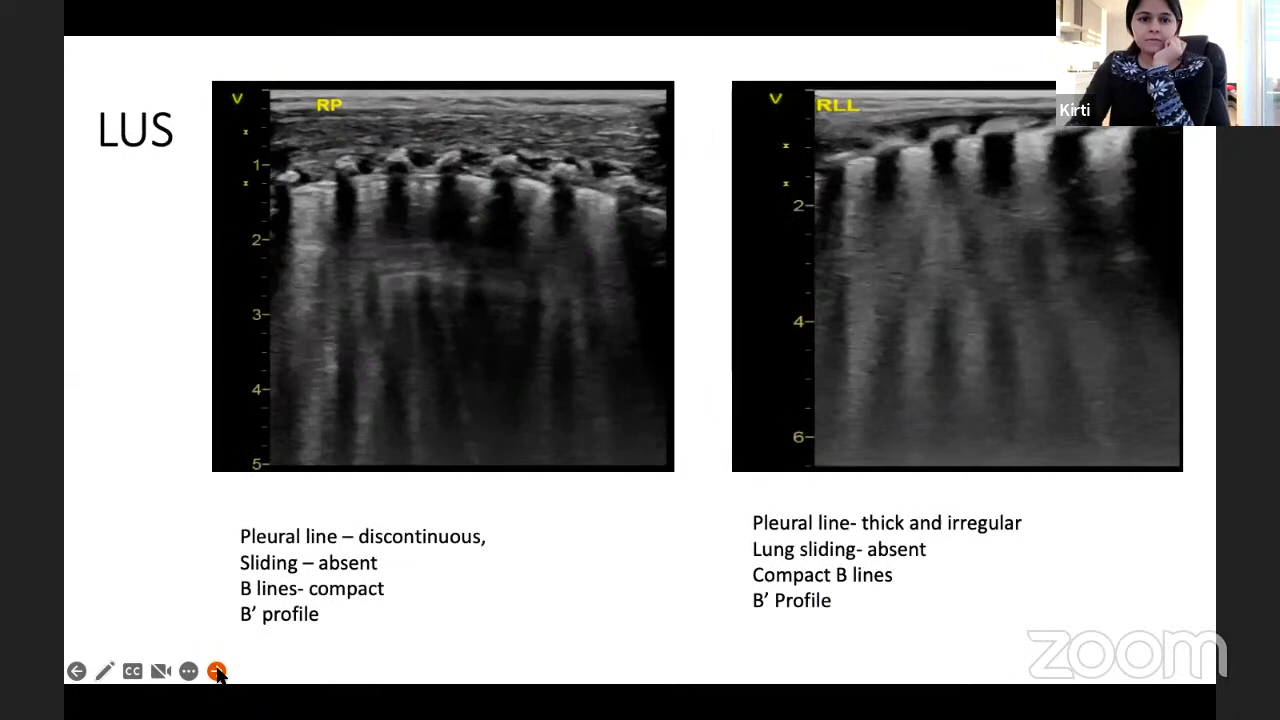 Kirti
LUS
V
RP
1
2
3
4
5
V
RLL
2
4
6
Pleural line – discontinuous,
Sliding – absent
B lines- compact
B’ profile
Pleural line- thick and irregular
Lung sliding- absent
Compact B lines
B’ Profile
CC
zoom